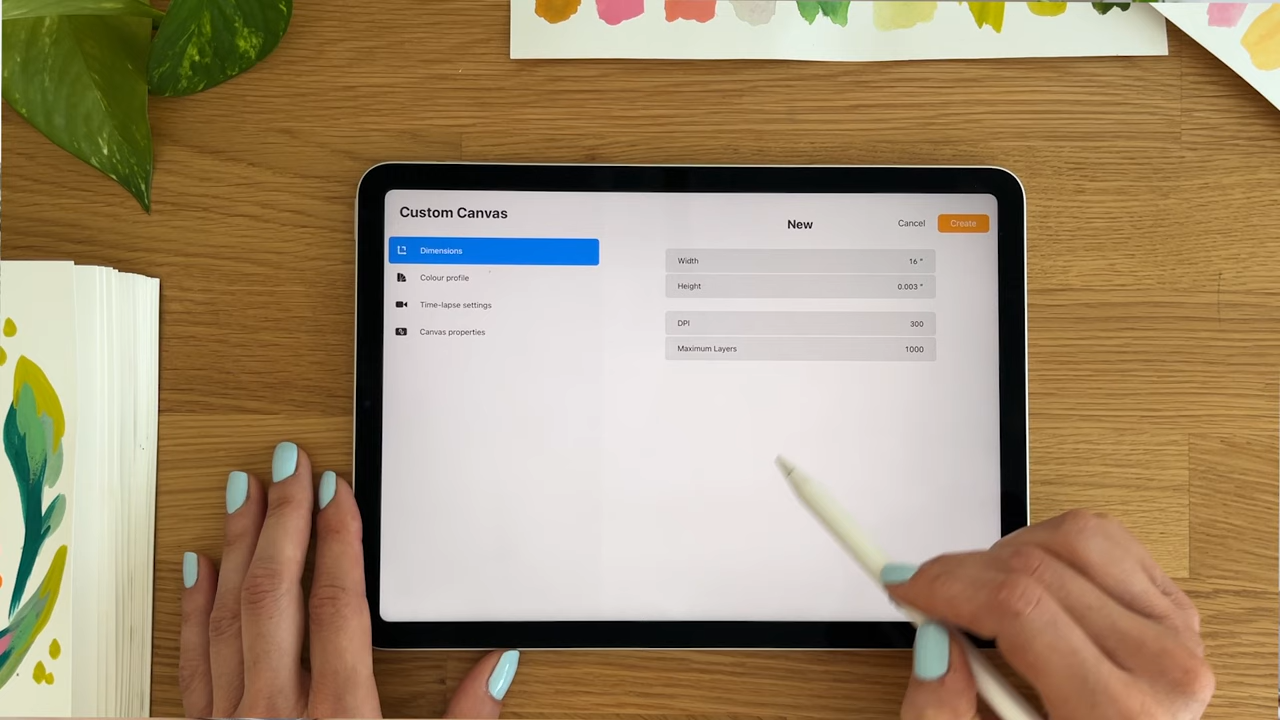 Custom Canvas
New
Cancel
Create
Dimensions
Colour profile
Time-lapse settings
Canvas properties
Width 16 "
Height 0.003 "
DPI 300
Maximum Layers 1000